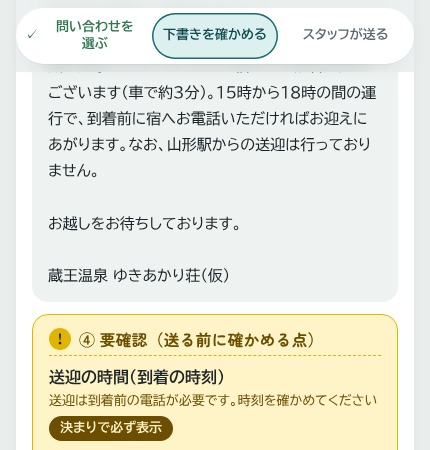 ✓ 問い合わせを
選ぶ
下書きを確かめる
スタッフが送る
ございます(車で約3分)。15時から18時の間の運
行で、到着前に宿へお電話いただければお迎えに
あがります。なお、山形駅からの送迎は行っており
ません。
お越しをお待ちしております。
蔵王温泉 ゆきあかり荘(仮)
! ④ 要確認（送る前に確かめる点）
送迎の時間(到着の時刻)
送迎は到着前の電話が必要です。時刻を確かめてください
決まりで必ず表示